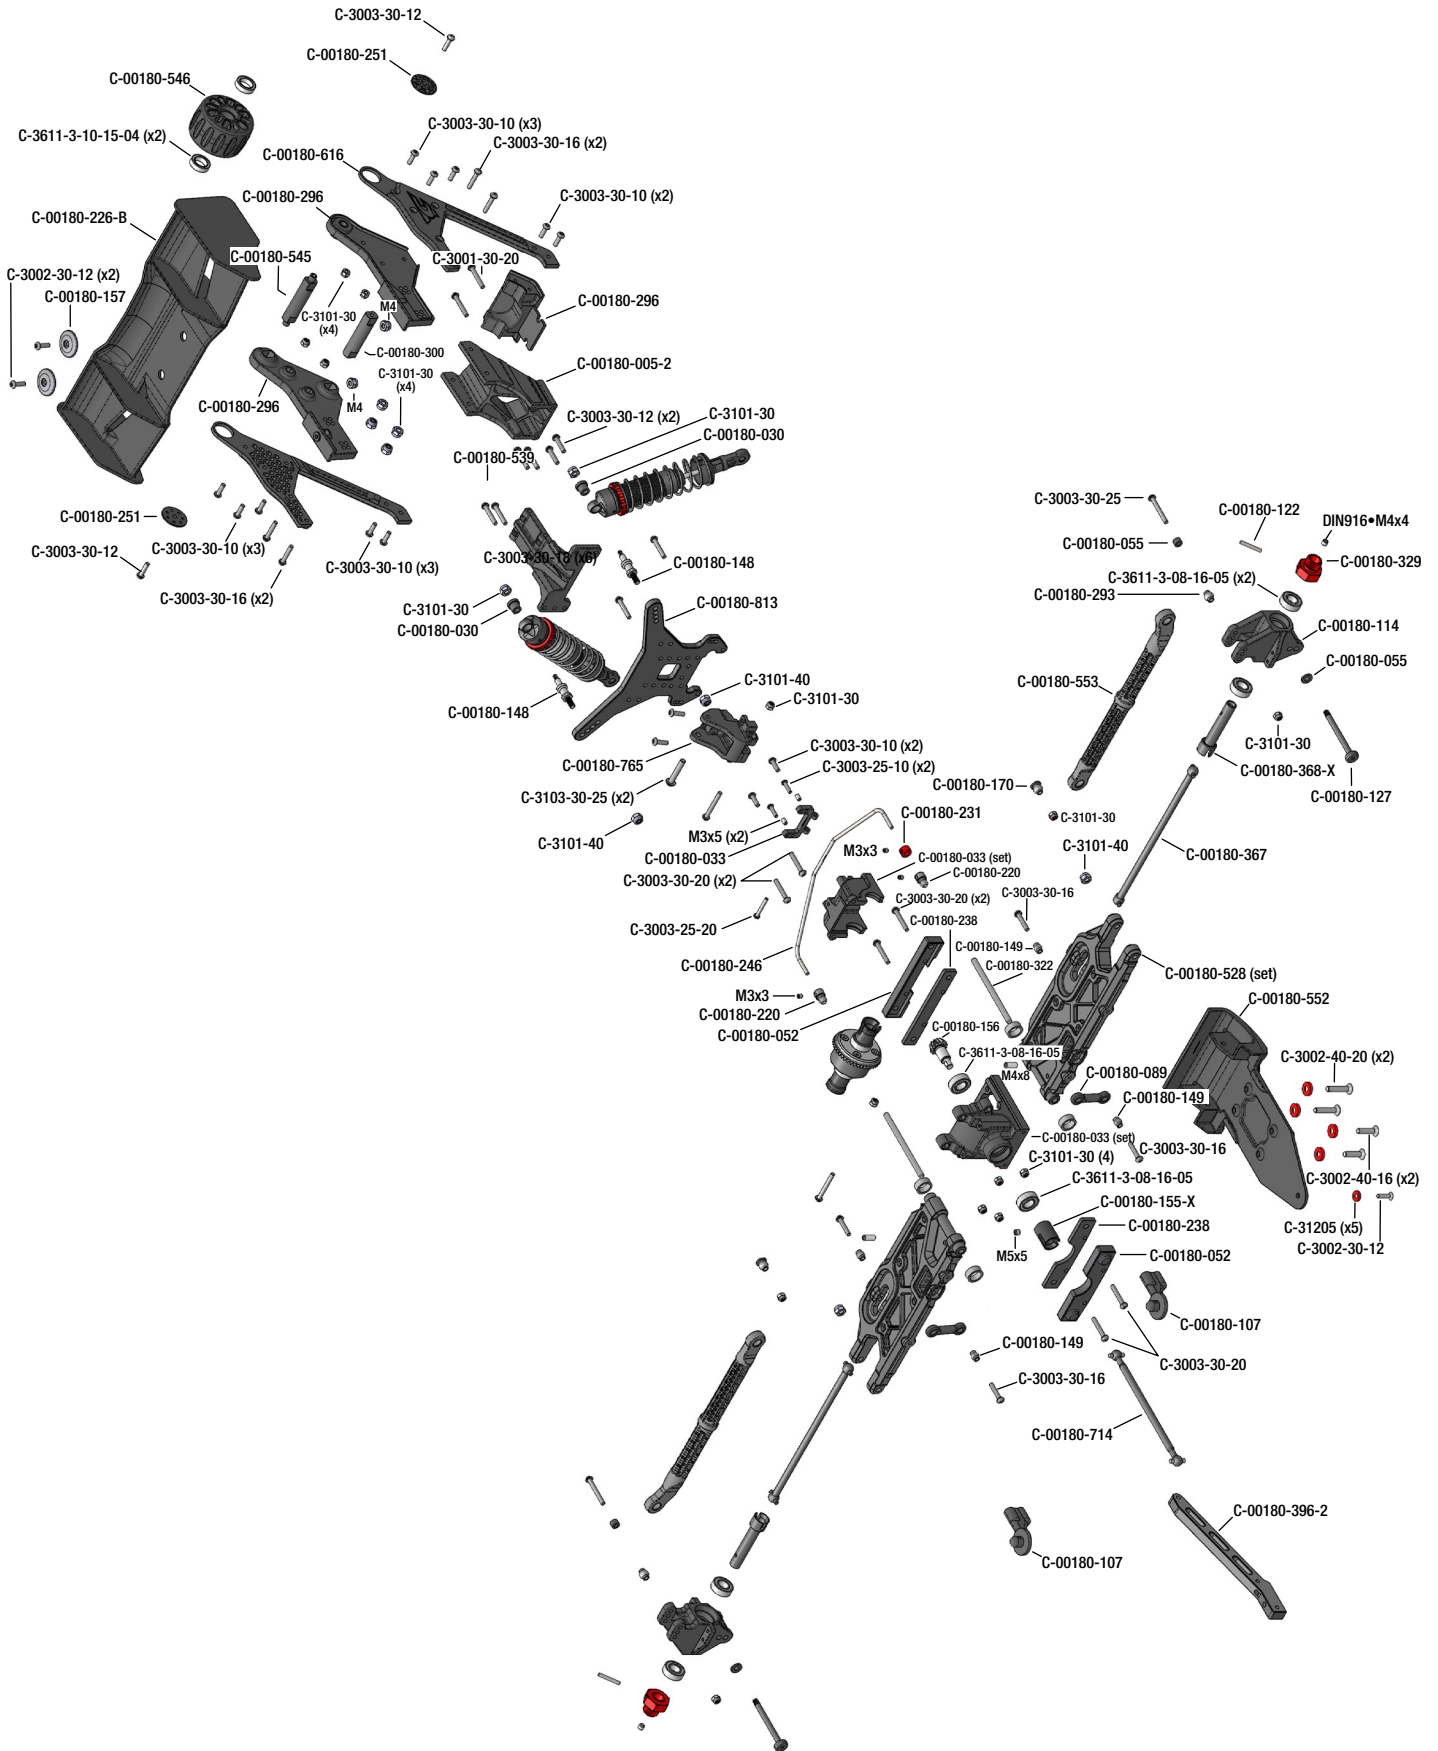 C-3003-30-12
C-00180-251
C-00180-546
C-3611-3-10-15-04 (x2)
C-3003-30-10 (x3)
C-3003-30-16 (x2)
C-00180-616
C-00180-296
C-3003-30-10 (x2)
C-00180-226-B
C-00180-545
C-3001-30-20
C-3002-30-12 (x2)
C-00180-157
C-00180-296
C-3101-30
(x4)
M4
C-00180-300
C-00180-005-2
C-3101-30
(x4)
M4
C-00180-296
C-3003-30-12 (x2)
C-3101-30
C-00180-030
C-00180-539
C-3003-30-25
C-00180-122
DIN916•M4x4
C-00180-251
C-00180-055
C-00180-329
C-3003-30-12
C-3003-30-10 (x3)
C-3003-30-18 (x6)
C-00180-148
C-3003-30-10 (x3)
C-3611-3-08-16-05 (x2)
C-00180-293
C-3003-30-16 (x2)
C-3101-30
C-00180-813
C-00180-030
C-00180-114
C-00180-055
C-3101-40
C-00180-553
C-3101-30
C-00180-148
C-3101-30
C-3003-30-10 (x2)
C-00180-765
C-3003-25-10 (x2)
C-00180-368-X
C-00180-170
C-00180-127
C-3103-30-25 (x2)
C-00180-231
C-3101-30
M3x5 (x2)
C-3101-40
M3x3
C-00180-033
C-00180-033 (set)
C-3101-40
C-00180-367
C-00180-220
C-3003-30-20 (x2)
C-3003-30-16
C-3003-30-20 (x2)
C-3003-25-20
C-00180-238
C-00180-149
C-00180-246
C-00180-322
C-00180-528 (set)
M3x3
C-00180-552
C-00180-220
C-00180-052
C-00180-156
C-3611-3-08-16-05
C-3002-40-20 (x2)
M4x8
C-00180-089
C-00180-149
C-00180-033 (set)
C-3003-30-16
C-3101-30 (4)
C-3611-3-08-16-05
C-3002-40-16 (x2)
C-00180-155-X
C-00180-238
C-31205 (x5)
C-3002-30-12
M5x5
C-00180-052
C-00180-107
C-00180-149
C-3003-30-20
C-3003-30-16
C-00180-714
C-00180-396-2
C-00180-107